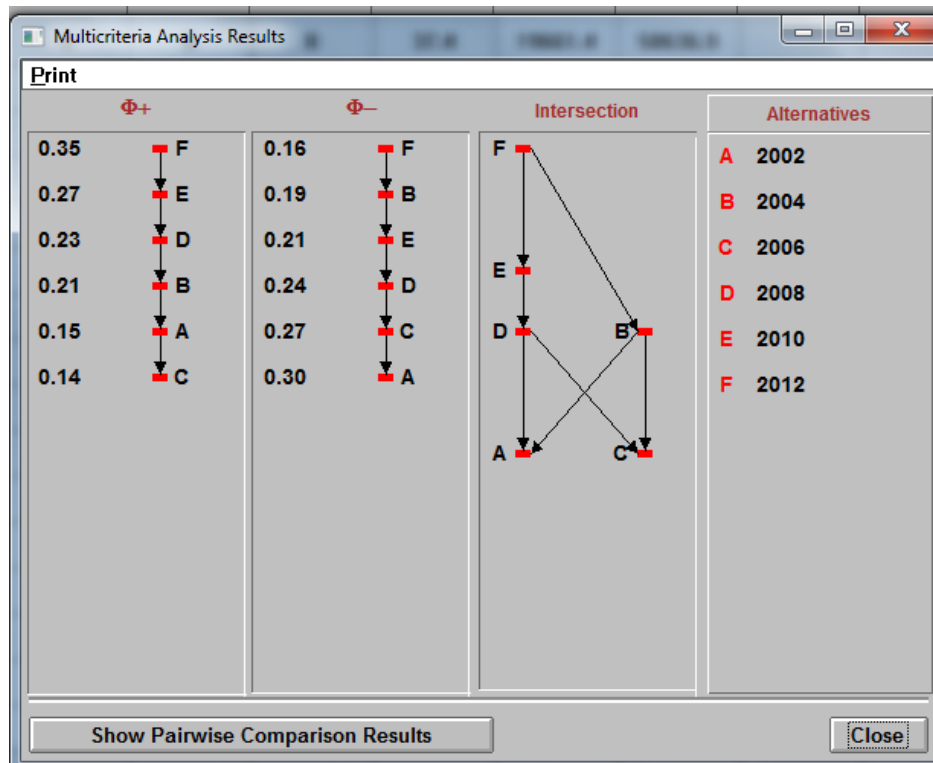 Multicriteria Analysis Results
Print
Φ+
Φ−
Intersection
Alternatives
0.35 F
0.27 E
0.23 D
0.21 B
0.15 A
0.14 C
0.16 F
0.19 B
0.21 E
0.24 D
0.27 C
0.30 A
F
E
D B
A C
A 2002
B 2004
C 2006
D 2008
E 2010
F 2012
Show Pairwise Comparison Results
Close